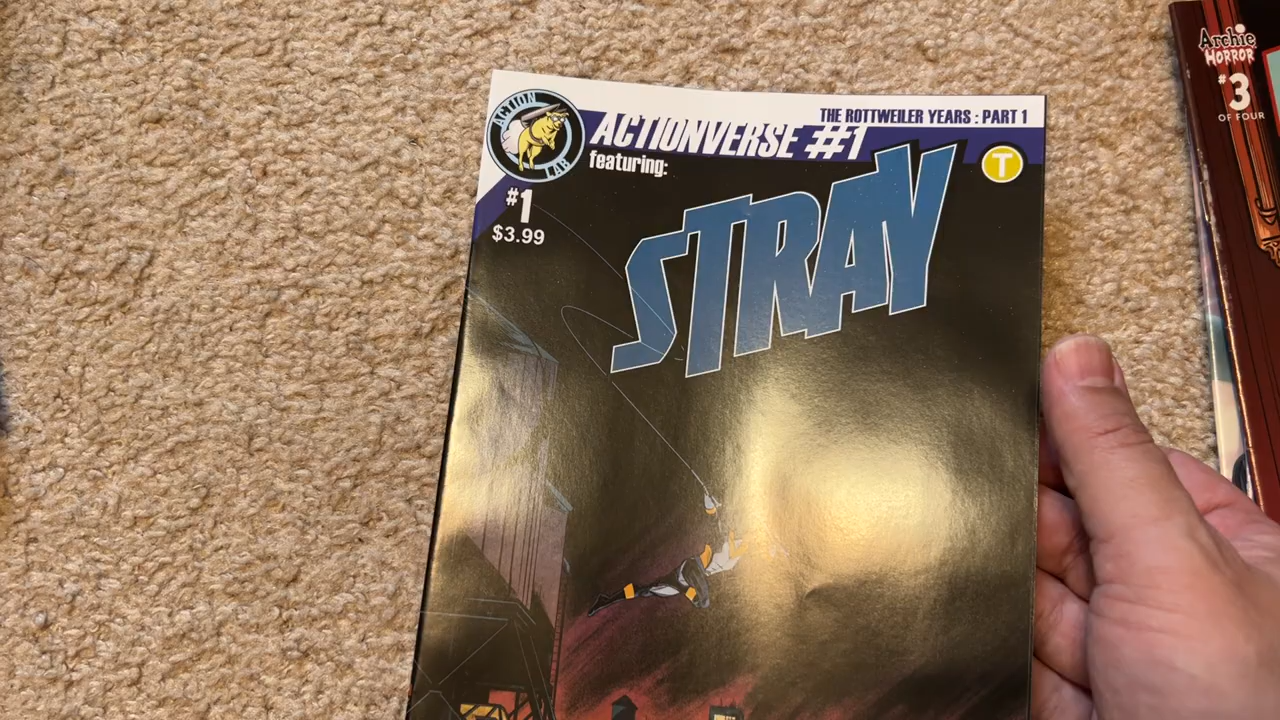 ACTION
LAB
ACTIONVERSE #1
THE ROTTWEILER YEARS : PART 1
featuring:
T
#1
$3.99
STRAY
Archie
HORROR
#3
OF FOUR